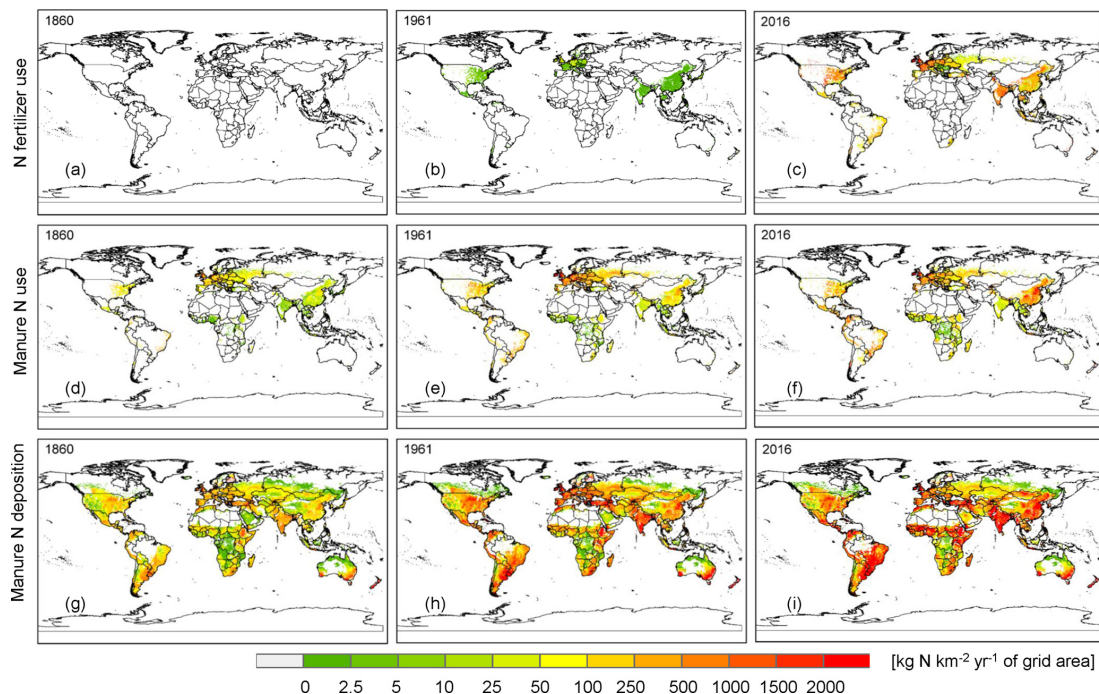 1860
1961
2016
N fertilizer use
(a)
(b)
(c)
1860
1961
2016
Manure N use
(d)
(e)
(f)
1860
1961
2016
Manure N deposition
(g)
(h)
(i)
[kg N km-2 yr-1 of grid area]
0 2.5 5 10 25 50 100 250 500 1000 1500 2000